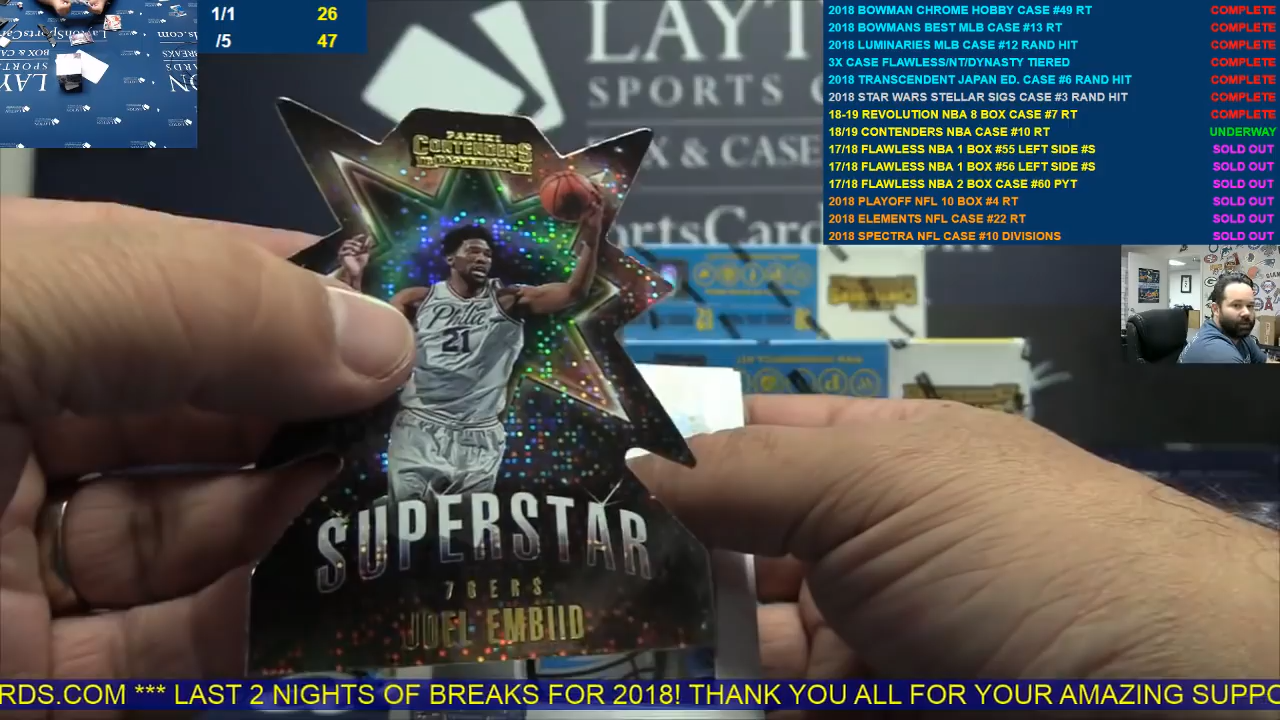 1/1 26
/5 47
2018 BOWMAN CHROME HOBBY CASE #49 RT COMPLETE
2018 BOWMANS BEST MLB CASE #13 RT COMPLETE
2018 LUMINARIES MLB CASE #12 RAND HIT COMPLETE
3X CASE FLAWLESS/NT/DYNASTY TIERED COMPLETE
2018 TRANSCENDENT JAPAN ED. CASE #6 RAND HIT COMPLETE
2018 STAR WARS STELLAR SIGS CASE #3 RAND HIT COMPLETE
18-19 REVOLUTION NBA 8 BOX CASE #7 RT COMPLETE
18/19 CONTENDERS NBA CASE #10 RT UNDERWAY
17/18 FLAWLESS NBA 1 BOX #55 LEFT SIDE #S SOLD OUT
17/18 FLAWLESS NBA 1 BOX #56 LEFT SIDE #S SOLD OUT
17/18 FLAWLESS NBA 2 BOX CASE #60 PYT SOLD OUT
2018 PLAYOFF NFL 10 BOX #4 RT SOLD OUT
2018 ELEMENTS NFL CASE #22 RT SOLD OUT
2018 SPECTRA NFL CASE #10 DIVISIONS SOLD OUT
LAYT
SPORTS C
X & CASE
ortsCar
PANINI
CONTENDERS
BASKETBALL
Phila
21
SUPERSTAR
76ERS
JOEL EMBIID
RDS.COM *** LAST 2 NIGHTS OF BREAKS FOR 2018! THANK YOU ALL FOR YOUR AMAZING SUPPO